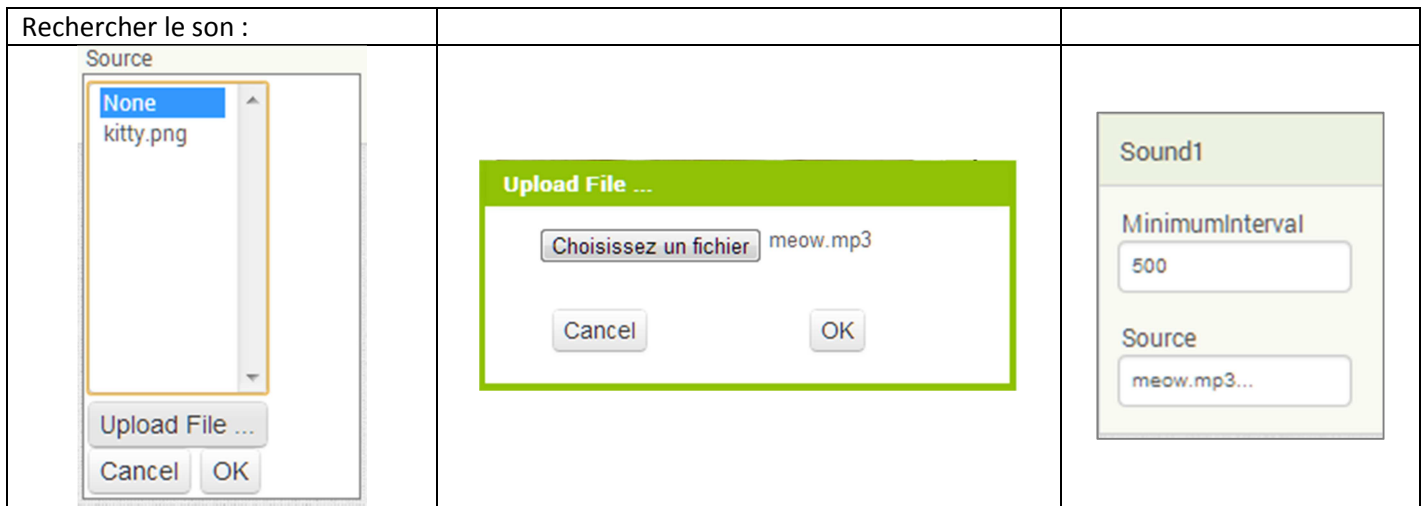 Rechercher le son :
Source
None
kitty.png
Upload File ...
Cancel OK
Upload File ...
Choisissez un fichier meow.mp3
Cancel OK
Sound1
MinimumInterval
500
Source
meow.mp3...